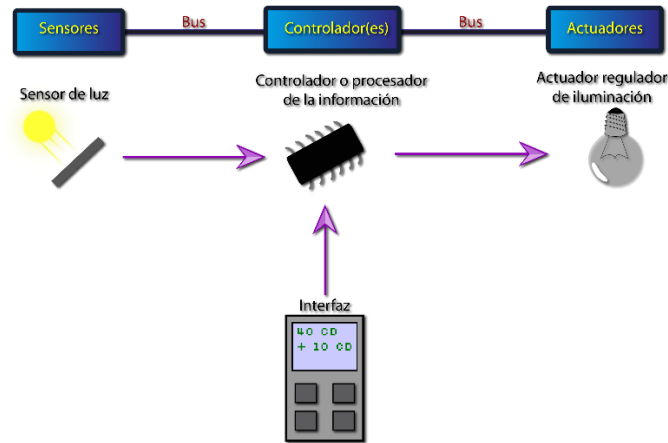 Sensores
Bus
Controlador(es)
Bus
Actuadores
Sensor de luz
Controlador o procesador
de la información
Actuador regulador
de iluminación
Interfaz
40 CD
+ 10 CD